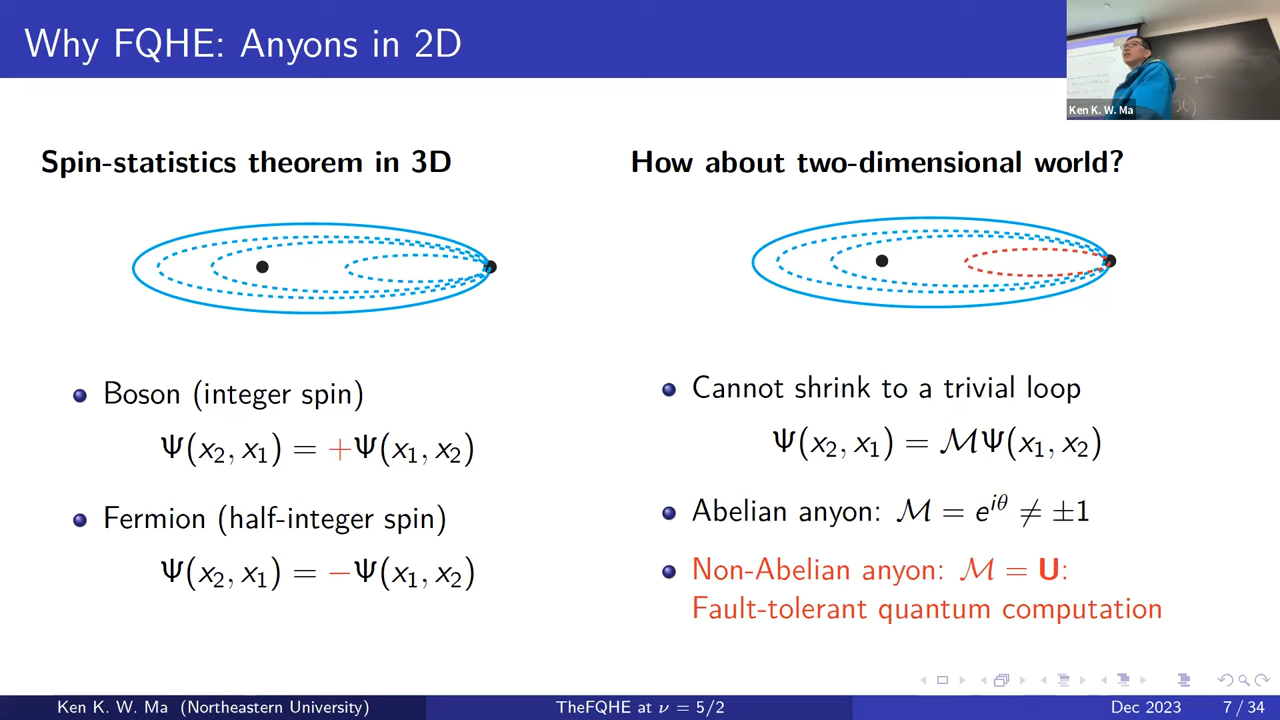 Why FQHE: Anyons in 2D
Ken K. W. Ma
Spin-statistics theorem in 3D
Boson (integer spin)
Ψ(x₂, x₁) = +Ψ(x₁, x₂)
Fermion (half-integer spin)
Ψ(x₂, x₁) = −Ψ(x₁, x₂)
How about two-dimensional world?
Cannot shrink to a trivial loop
Ψ(x₂, x₁) = ℳΨ(x₁, x₂)
Abelian anyon: ℳ = e^{iθ} ≠ ±1
Non-Abelian anyon: ℳ = U:
Fault-tolerant quantum computation
Ken K. W. Ma (Northeastern University)
TheFQHE at ν = 5/2
Dec 2023
7 / 34